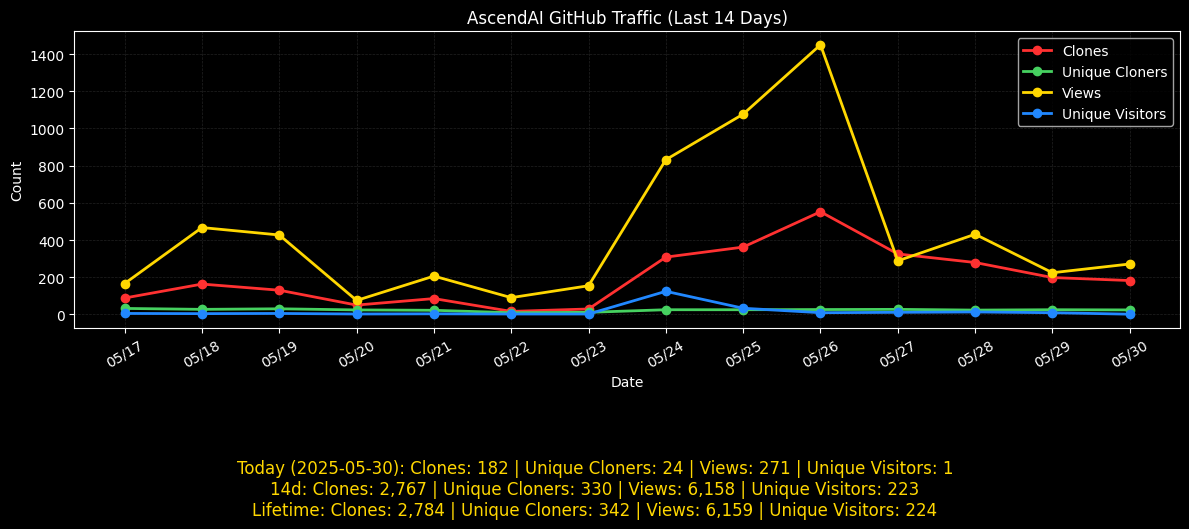 AscendAI GitHub Traffic (Last 14 Days)
Clones
Unique Cloners
Views
Unique Visitors
Count
1400
1200
1000
800
600
400
200
0
05/17
05/18
05/19
05/20
05/21
05/22
05/23
05/24
05/25
05/26
05/27
05/28
05/29
05/30
Date
Today (2025-05-30): Clones: 182 | Unique Cloners: 24 | Views: 271 | Unique Visitors: 1
14d: Clones: 2,767 | Unique Cloners: 330 | Views: 6,158 | Unique Visitors: 223
Lifetime: Clones: 2,784 | Unique Cloners: 342 | Views: 6,159 | Unique Visitors: 224